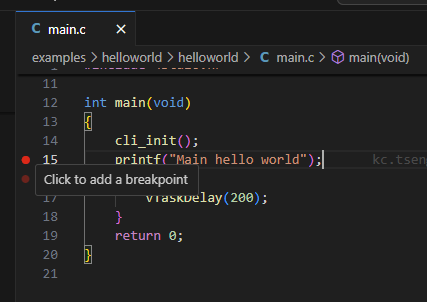 C main.c ×
examples > helloworld > helloworld > C main.c > main(void)
11
12 int main(void)
13 {
14 cli_init();
15 printf("Main hello world"); kc.tsen
Click to add a breakpoint
17 vTaskDelay(200);
18 }
19 return 0;
20 }
21